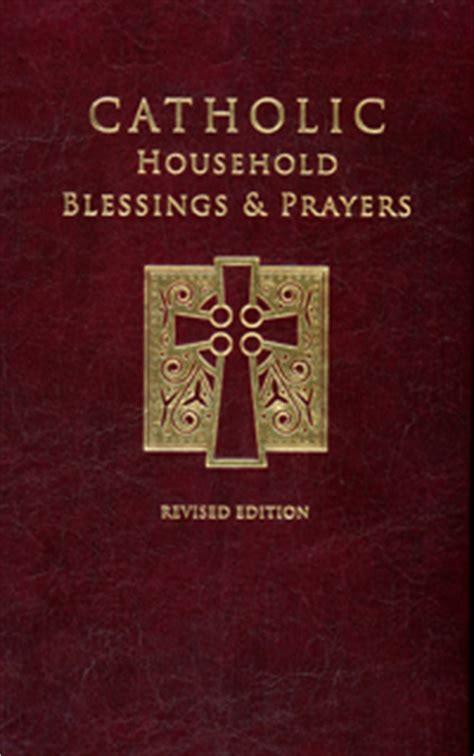 CATHOLIC
HOUSEHOLD
BLESSINGS & PRAYERS
REVISED EDITION